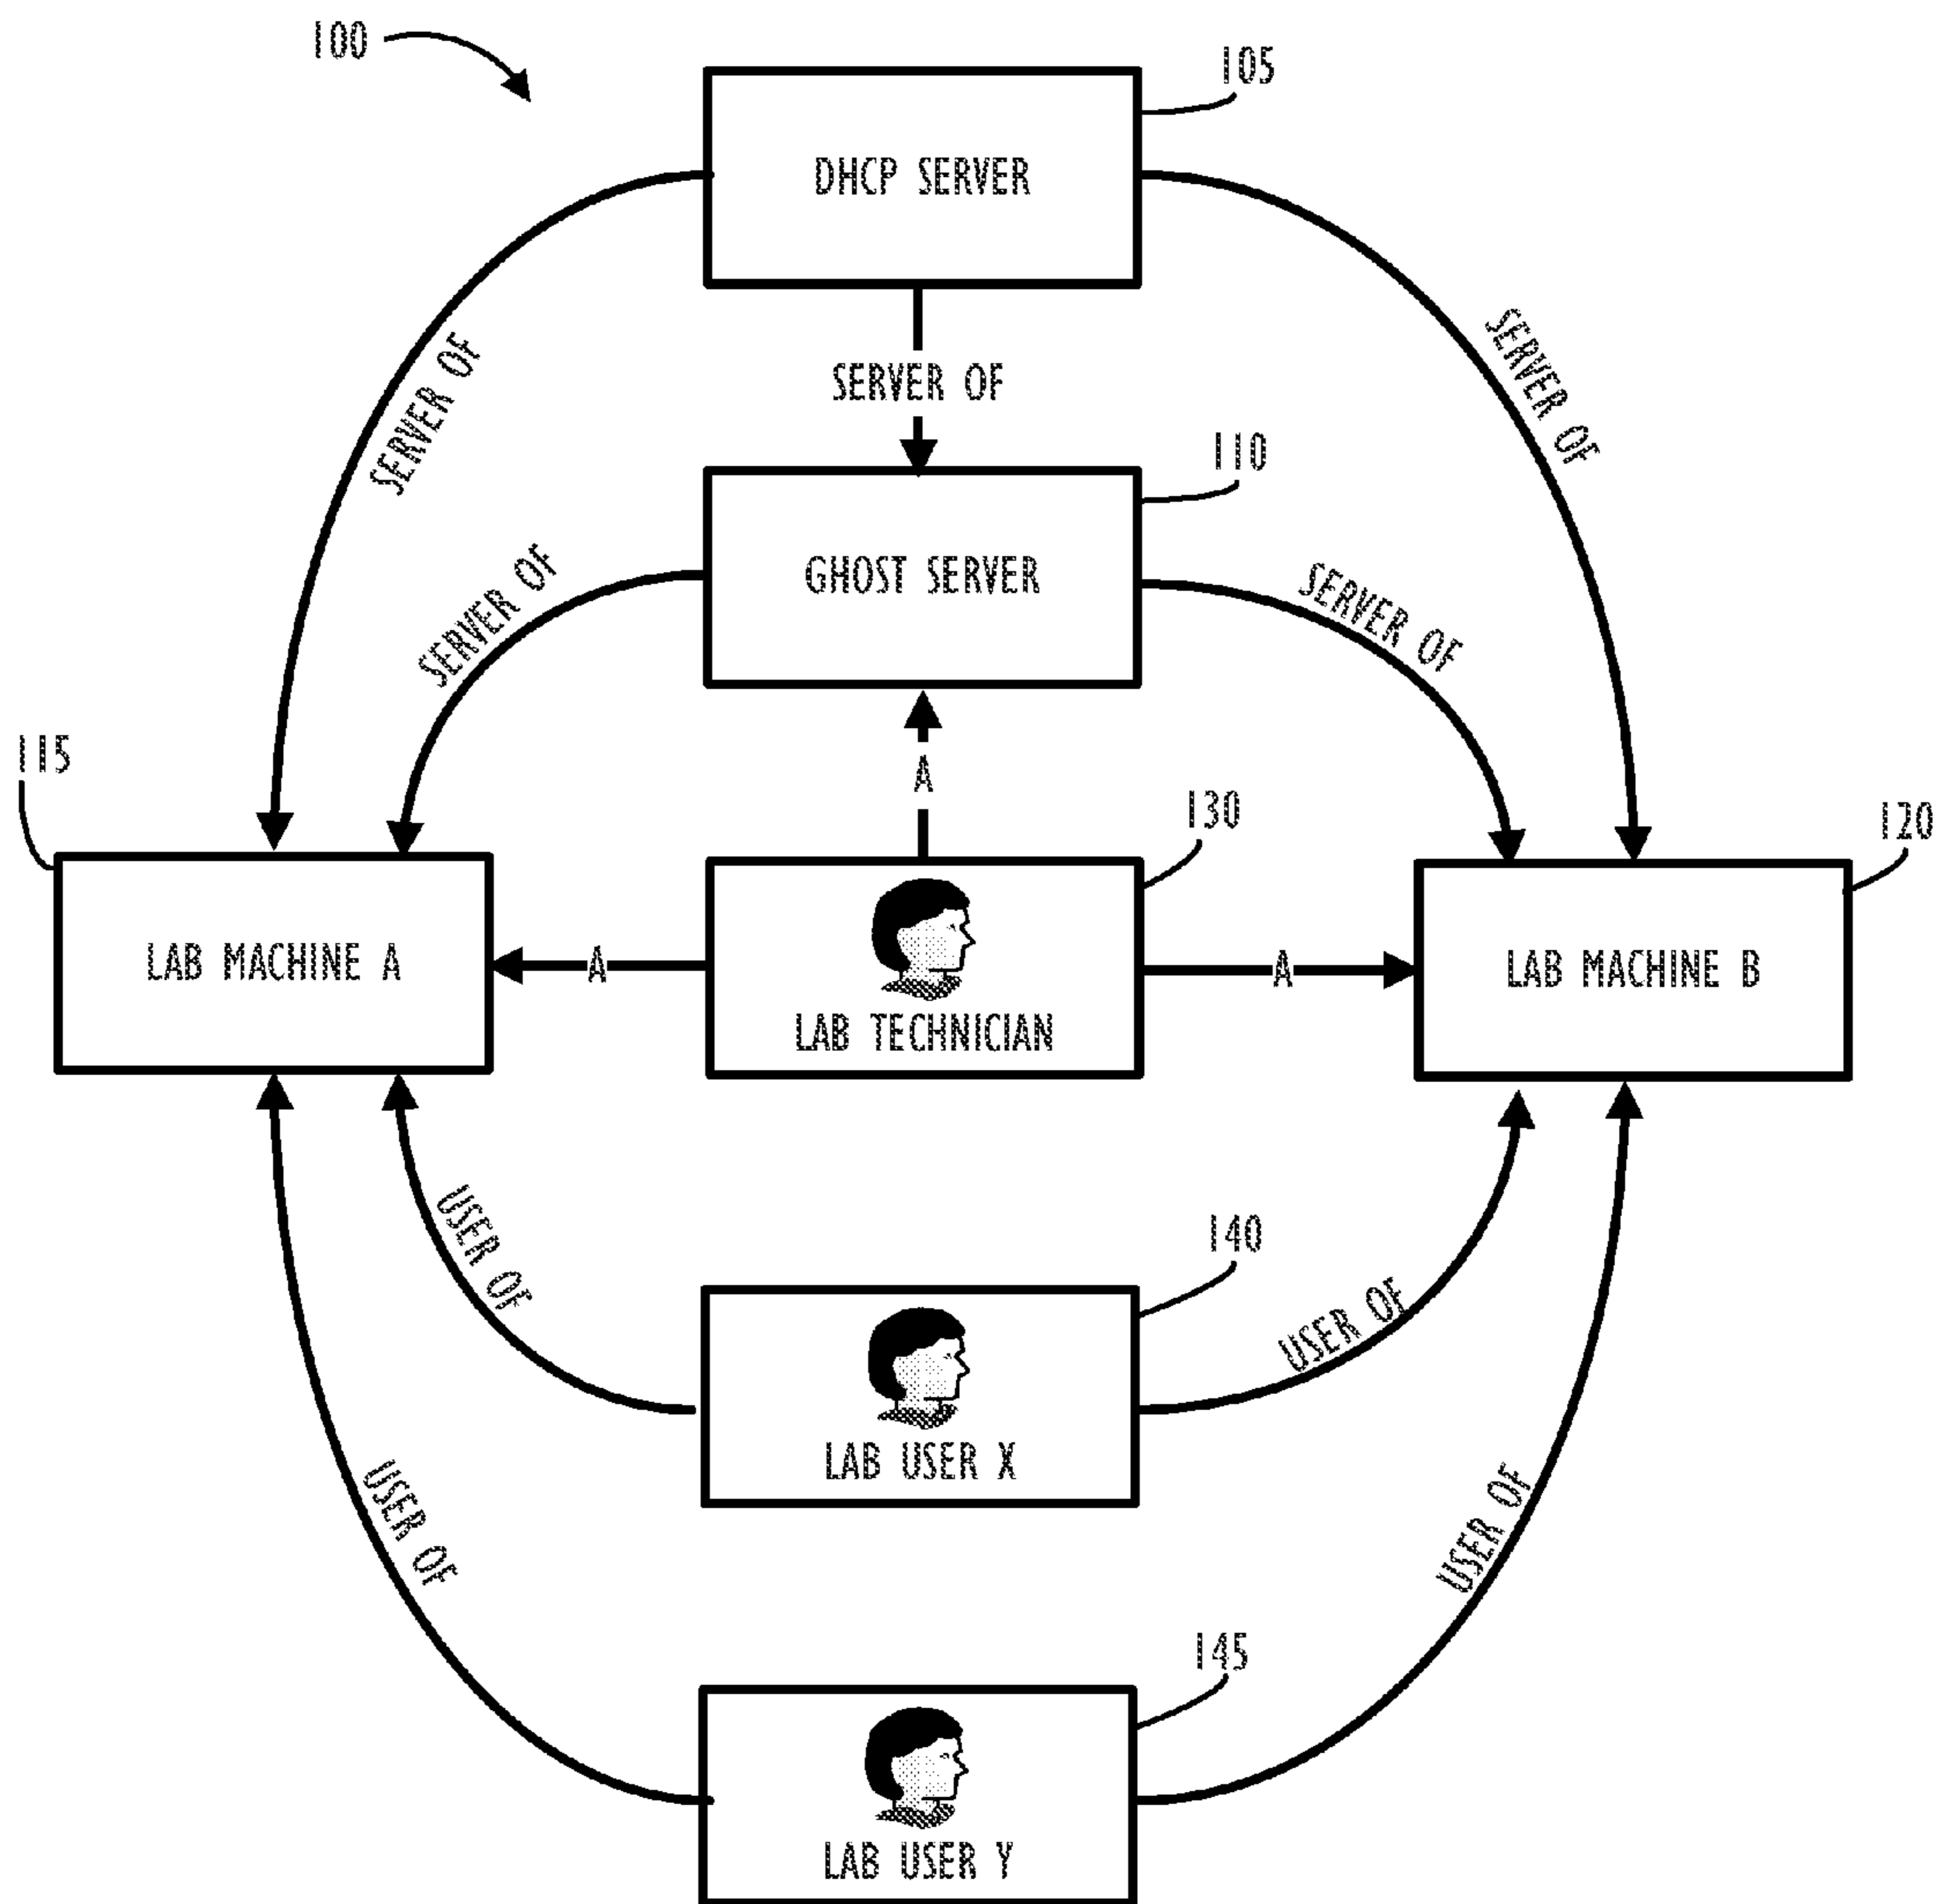 100
105
DHCP SERVER
SERVER OF
SERVER OF
SERVER OF
110
GHOST SERVER
SERVER OF
SERVER OF
115
A
130
120
LAB MACHINE A
A
LAB TECHNICIAN
A
LAB MACHINE B
USER OF
140
USER OF
LAB USER X
USER OF
USER OF
145
LAB USER Y